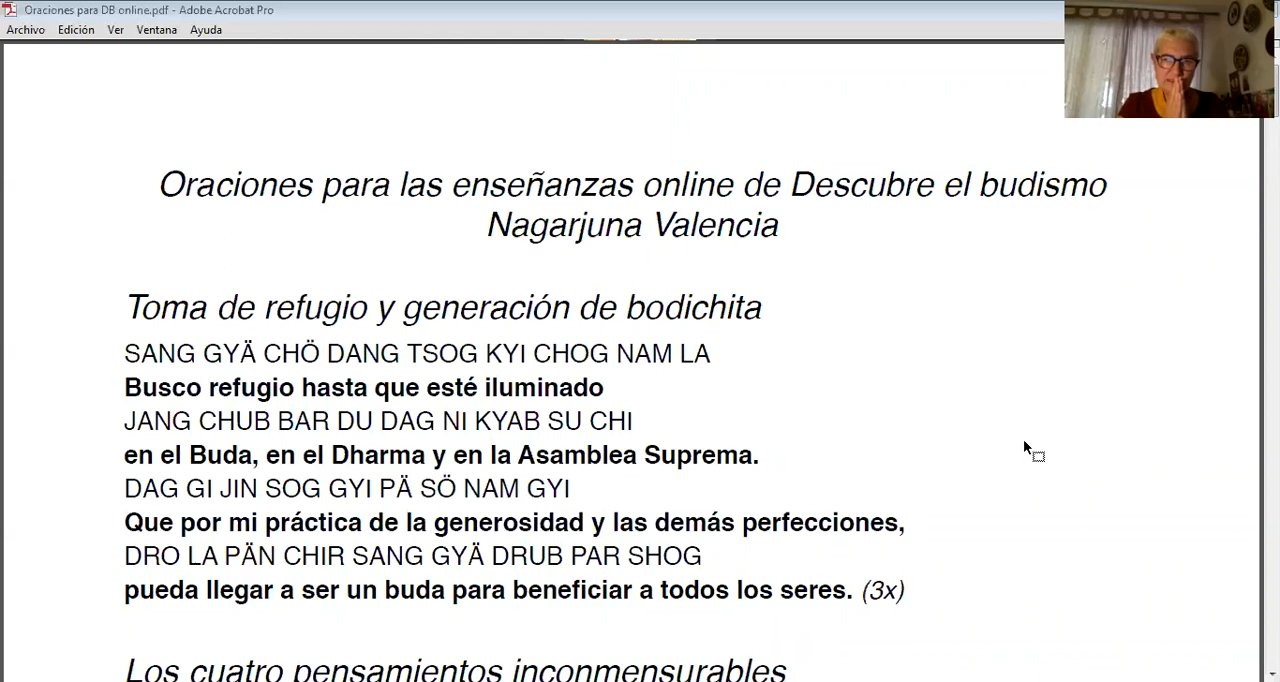 Oraciones para DB online.pdf - Adobe Acrobat Pro
Archivo Edición Ver Ventana Ayuda
Oraciones para las enseñanzas online de Descubre el budismo
Nagarjuna Valencia
Toma de refugio y generación de bodichita
SANG GYÄ CHÖ DANG TSOG KYI CHOG NAM LA
Busco refugio hasta que esté iluminado
JANG CHUB BAR DU DAG NI KYAB SU CHI
en el Buda, en el Dharma y en la Asamblea Suprema.
DAG GI JIN SOG GYI PÄ SÖ NAM GYI
Que por mi práctica de la generosidad y las demás perfecciones,
DRO LA PÄN CHIR SANG GYÄ DRUB PAR SHOG
pueda llegar a ser un buda para beneficiar a todos los seres. (3x)
Los cuatro pensamientos inconmensurables